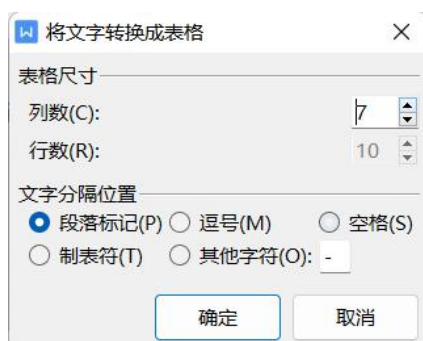 W 将文字转换成表格
表格尺寸
列数(C): 7
行数(R): 10
文字分隔位置
段落标记(P) 逗号(M) 空格(S)
制表符(T) 其他字符(O): -
确定 取消